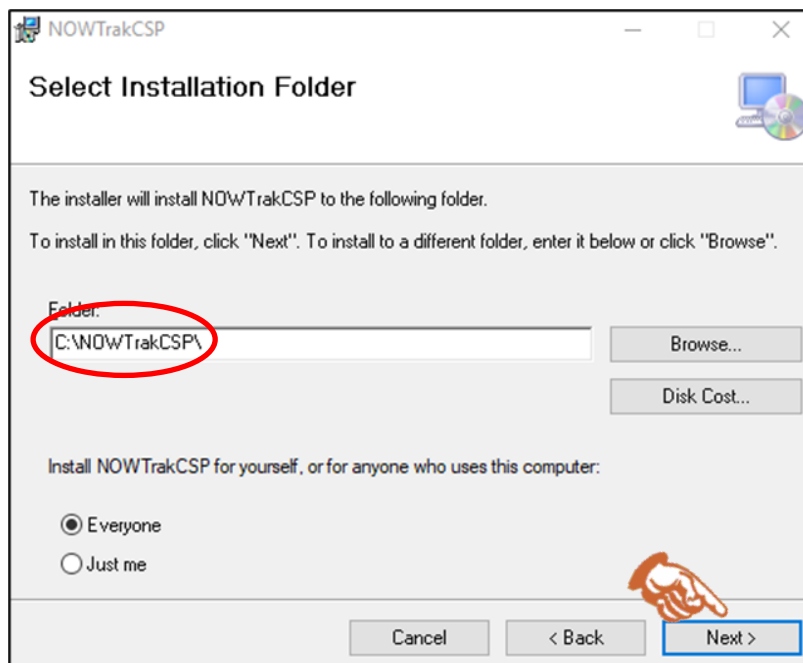 NOWTrakCSP
Select Installation Folder
The installer will install NOWTrakCSP to the following folder.
To install in this folder, click "Next". To install to a different folder, enter it below or click "Browse".
Folder:
C:\NOWTrakCSP\
Browse...
Disk Cost...
Install NOWTrakCSP for yourself, or for anyone who uses this computer:
Everyone
Just me
Cancel
< Back
Next >